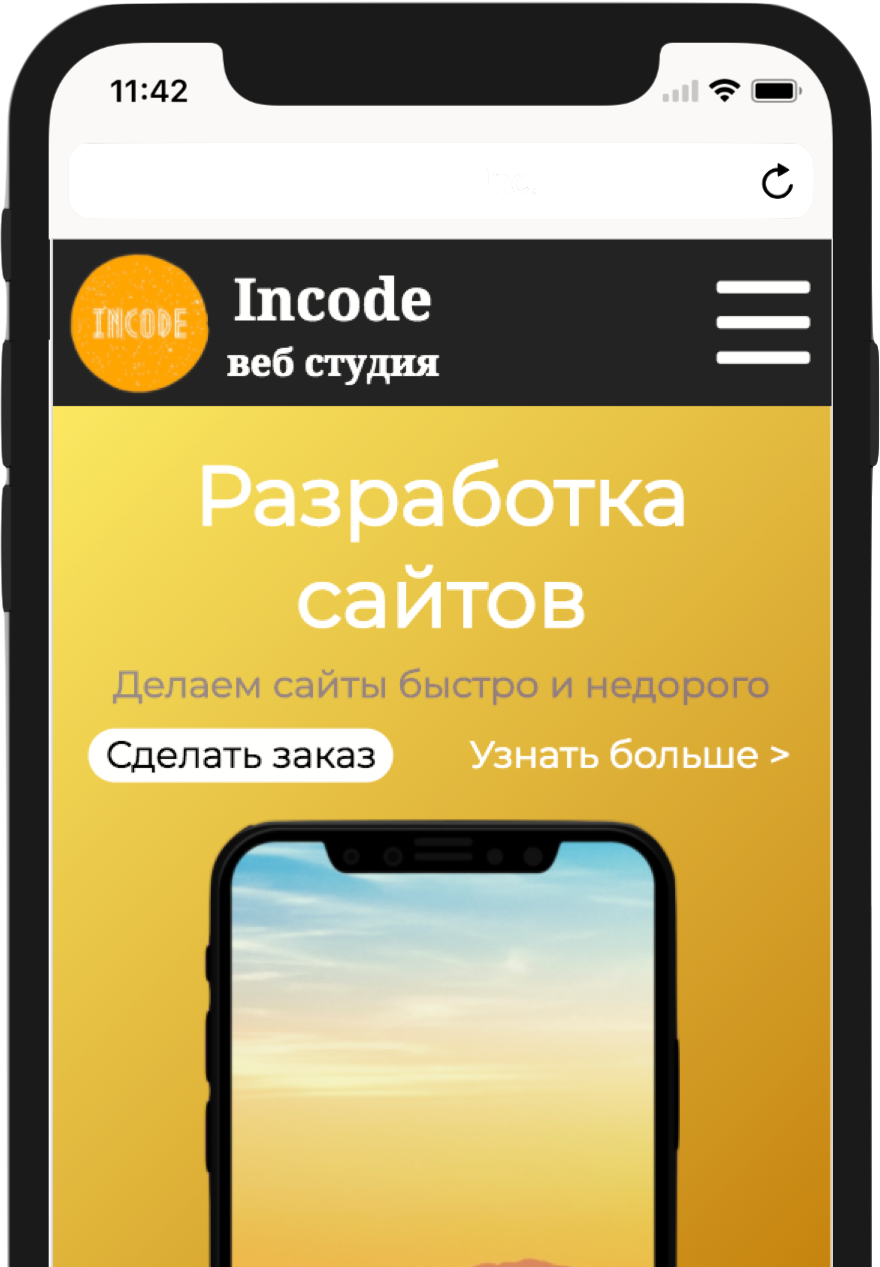 11:42
INCODE
Incode
веб студия
Разработка
сайтов
Делаем сайты быстро и недорого
Сделать заказ
Узнать больше >